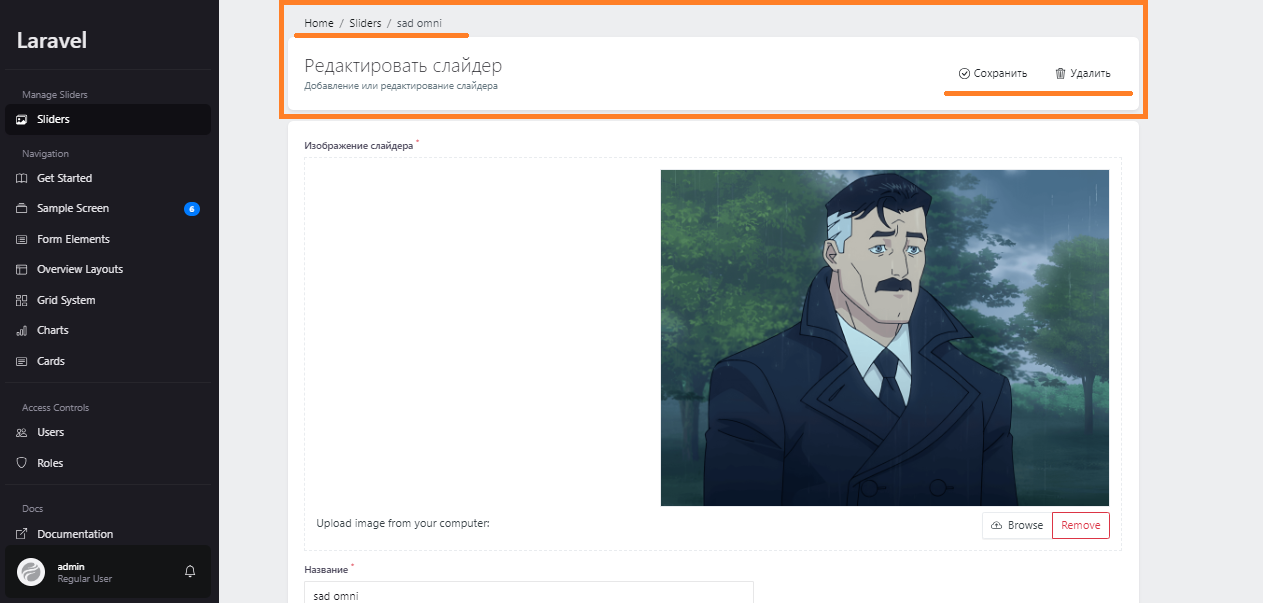 Laravel
Manage Sliders
Sliders
Navigation
Get Started
Sample Screen 6
Form Elements
Overview Layouts
Grid System
Charts
Cards
Access Controls
Users
Roles
Docs
Documentation
admin
Regular User
Home / Sliders / sad omni
Редактировать слайдер
Добавление или редактирование слайдера
Сохранить Удалить
Изображение слайдера *
Upload image from your computer: Browse Remove
Название *
sad omni